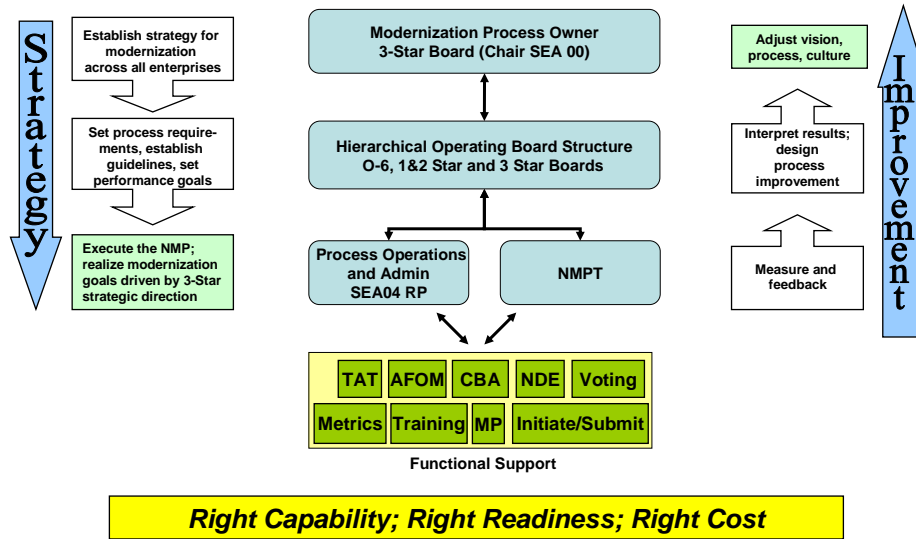 Strategy
Establish strategy for
modernization
across all enterprises
Set process require-
ments, establish
guidelines, set
performance goals
Execute the NMP;
realize modernization
goals driven by 3-Star
strategic direction
Modernization Process Owner
3-Star Board (Chair SEA 00)
Hierarchical Operating Board Structure
O-6, 1&2 Star and 3 Star Boards
Process Operations
and Admin
SEA04 RP
NMPT
TAT
AFOM
CBA
NDE
Voting
Metrics
Training
MP
Initiate/Submit
Functional Support
Adjust vision,
process, culture
Interpret results;
design
process
improvement
Measure and
feedback
Improvement
Right Capability; Right Readiness; Right Cost